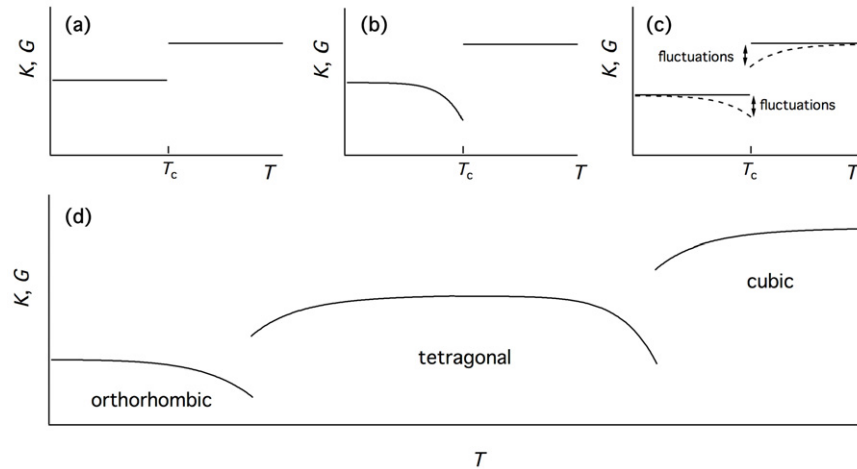 (a)
K, G
T_c
T
(b)
K, G
T_c
T
(c)
K, G
fluctuations
fluctuations
T_c
T
(d)
K, G
cubic
tetragonal
orthorhombic
T